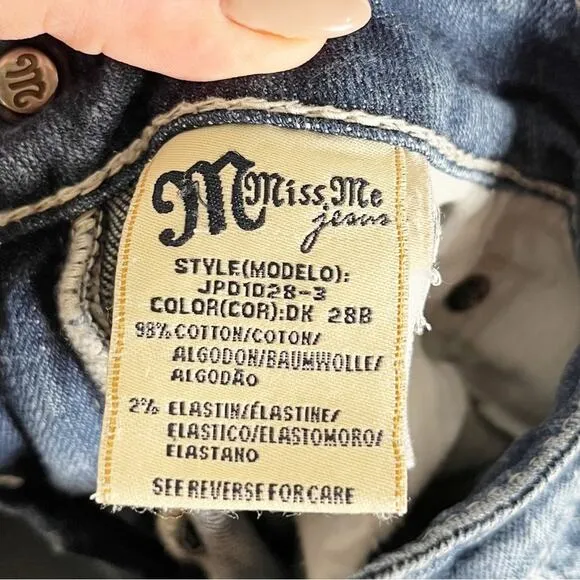 M
M Miss Me
jeans
STYLE(MODELO):
JPD1028-3
COLOR(COR):DK 28B
98% COTTON/COTON/
ALGODON/BAUMWOLLE/
ALGODÃO
2% ELASTIN/ÉLASTINE/
ELASTICO/ELASTOMORO/
ELASTANO
SEE REVERSE FOR CARE